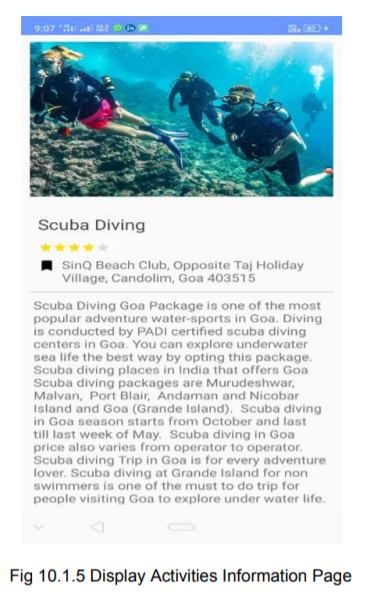 9:07
Scuba Diving
SinQ Beach Club, Opposite Taj Holiday
Village, Candolim, Goa 403515
Scuba Diving Goa Package is one of the most
popular adventure water-sports in Goa. Diving
is conducted by PADI certified scuba diving
centers in Goa. You can explore underwater
sea life the best way by opting this package.
Scuba diving places in India that offers Goa
Scuba diving packages are Murudeshwar,
Malvan,  Port Blair,  Andaman and Nicobar
Island and Goa (Grande Island).  Scuba diving
in Goa season starts from October and last
till last week of May.  Scuba diving in Goa
price also varies from operator to operator.
Scuba diving Trip in Goa is for every adventure
lover. Scuba diving at Grande Island for non
swimmers is one of the must to do trip for
people visiting Goa to explore under water life.
Fig 10.1.5 Display Activities Information Page